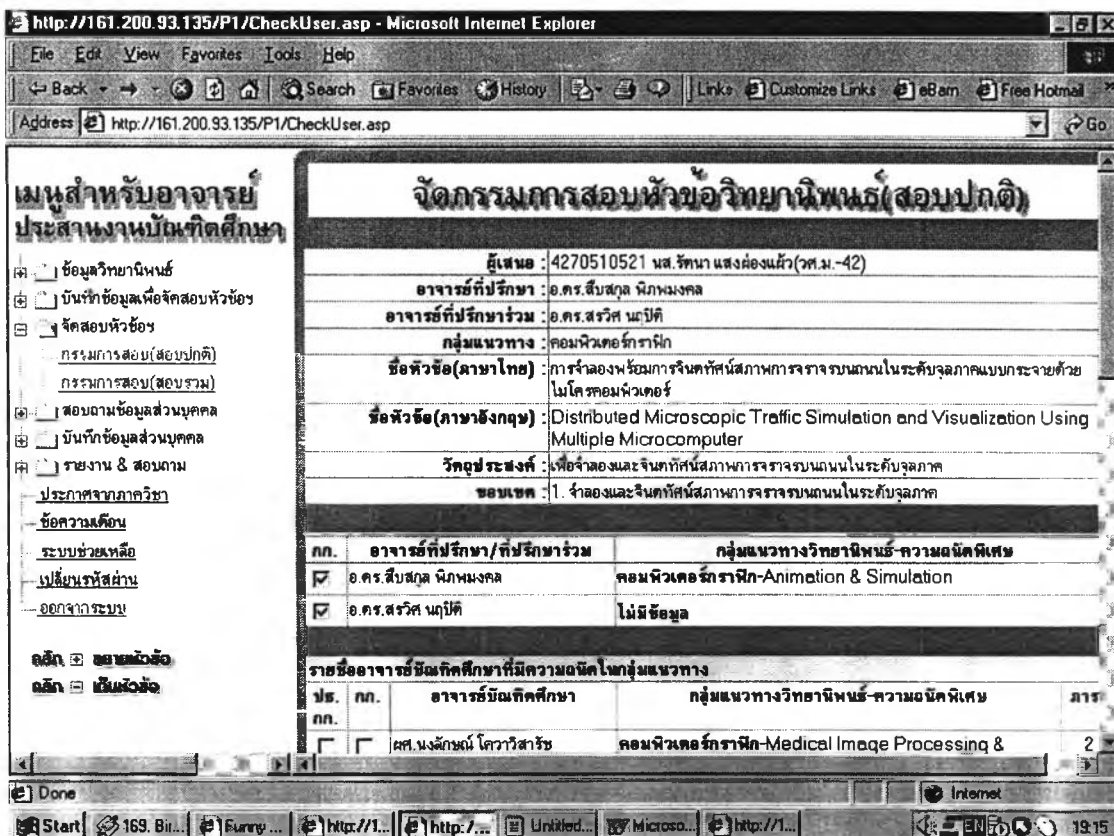 http://161.200.93.135/P1/CheckUser.asp - Microsoft Internet Explorer
File Edit View Favorites Tools Help
Back Search Favorites History Links Customize Links eBam Free Hotmail »
Address http://161.200.93.135/P1/CheckUser.asp Go
เมนูสำหรับอาจารย์
ประสานงานบัณฑิตศึกษา
ข้อมูลวิทยานิพนธ์
บันทึกข้อมูลเพื่อจัดสอบหัวข้อฯ
จัดสอบหัวข้อฯ
กรรมการสอบ(สอบปกติ)
กรรมการสอบ(สอบรวม)
สอบถามข้อมูลส่วนบุคคล
บันทึกข้อมูลส่วนบุคคล
รายงาน & สอบถาม
ประกาศจากภาควิชา
ข้อความเตือน
ระบบช่วยเหลือ
เปลี่ยนรหัสผ่าน
ออกจากระบบ
คลิก ขยายหัวข้อ
คลิก เก็บหัวข้อ
จัดกรรมการสอบหัวข้อวิทยานิพนธ์(สอบปกติ)
ผู้เสนอ : 4270510521 นส.รัตนา แสงผ่องแผ้ว(วศ.ม.-42)
อาจารย์ที่ปรึกษา : อ.ดร.สืบสกุล พิภพมงคล
อาจารย์ที่ปรึกษาร่วม : อ.ดร.สรวิศ นฤปิติ
กลุ่มแนวทาง : คอมพิวเตอร์กราฟิก
ชื่อหัวข้อ(ภาษาไทย) : การจำลองพร้อมการจินตทัศน์สภาพการจราจรบนถนนในระดับจุลภาคแบบกระจายด้วย
ไมโครคอมพิวเตอร์
ชื่อหัวข้อ(ภาษาอังกฤษ) : Distributed Microscopic Traffic Simulation and Visualization Using
Multiple Microcomputer
วัตถุประสงค์ : เพื่อจำลองและจินตทัศน์สภาพการจราจรบนถนนในระดับจุลภาค
ขอบเขต : 1. จำลองและจินตทัศน์สภาพการจราจรบนถนนในระดับจุลภาค
กก. อาจารย์ที่ปรึกษา/ที่ปรึกษาร่วม กลุ่มแนวทางวิทยานิพนธ์-ความถนัดพิเศษ
อ.ดร.สืบสกุล พิภพมงคล คอมพิวเตอร์กราฟิก-Animation & Simulation
อ.ดร.สรวิศ นฤปิติ ไม่มีข้อมูล
รายชื่ออาจารย์บัณฑิตศึกษาที่มีความถนัดในกลุ่มแนวทาง
ปธ. กก. อาจารย์บัณฑิตศึกษา กลุ่มแนวทางวิทยานิพนธ์-ความถนัดพิเศษ ภาร
กก.
ผศ.นงลักษณ์ โควาวิสารัช คอมพิวเตอร์กราฟิก-Medical Image Processing & 2
Done Internet
Start 169. Bir... Funny ... http://1... http:/... Untitled... Microso... http://1... EN 19:15